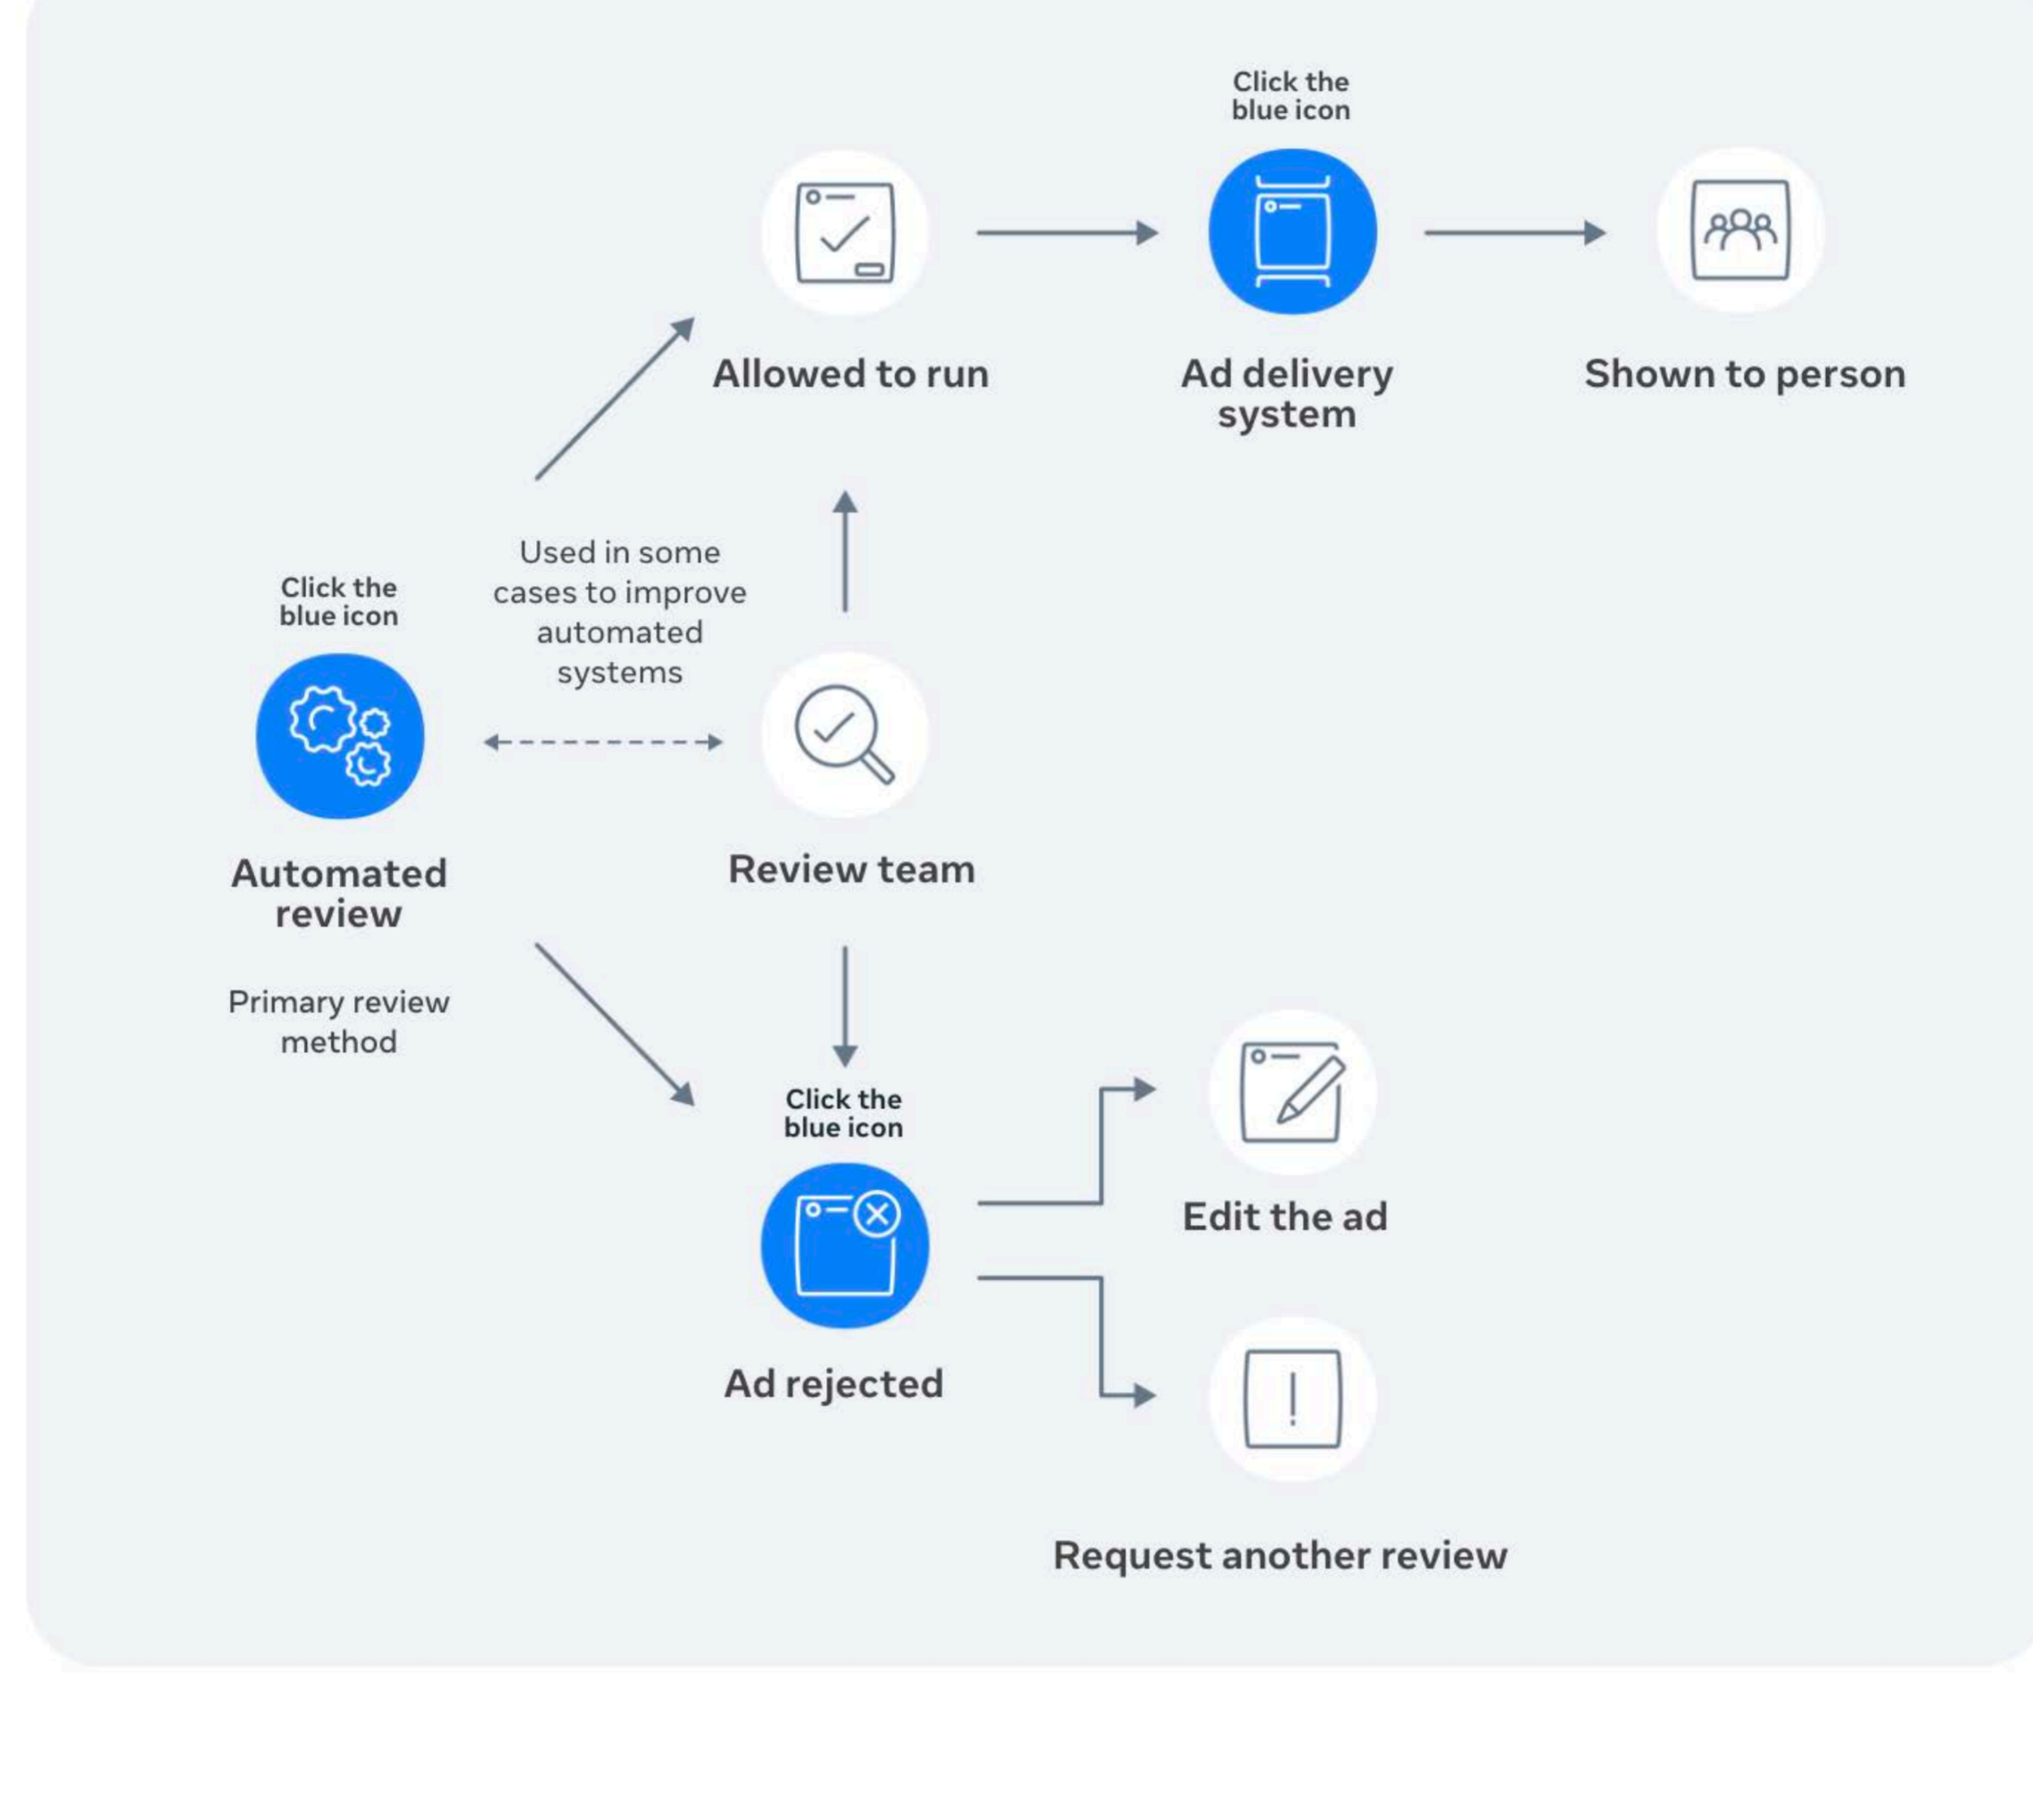 Click the
blue icon
Allowed to run
Ad delivery
system
Shown to person
Used in some
cases to improve
automated
systems
Click the
blue icon
Automated
review
Primary review
method
Review team
Click the
blue icon
Ad rejected
Edit the ad
Request another review